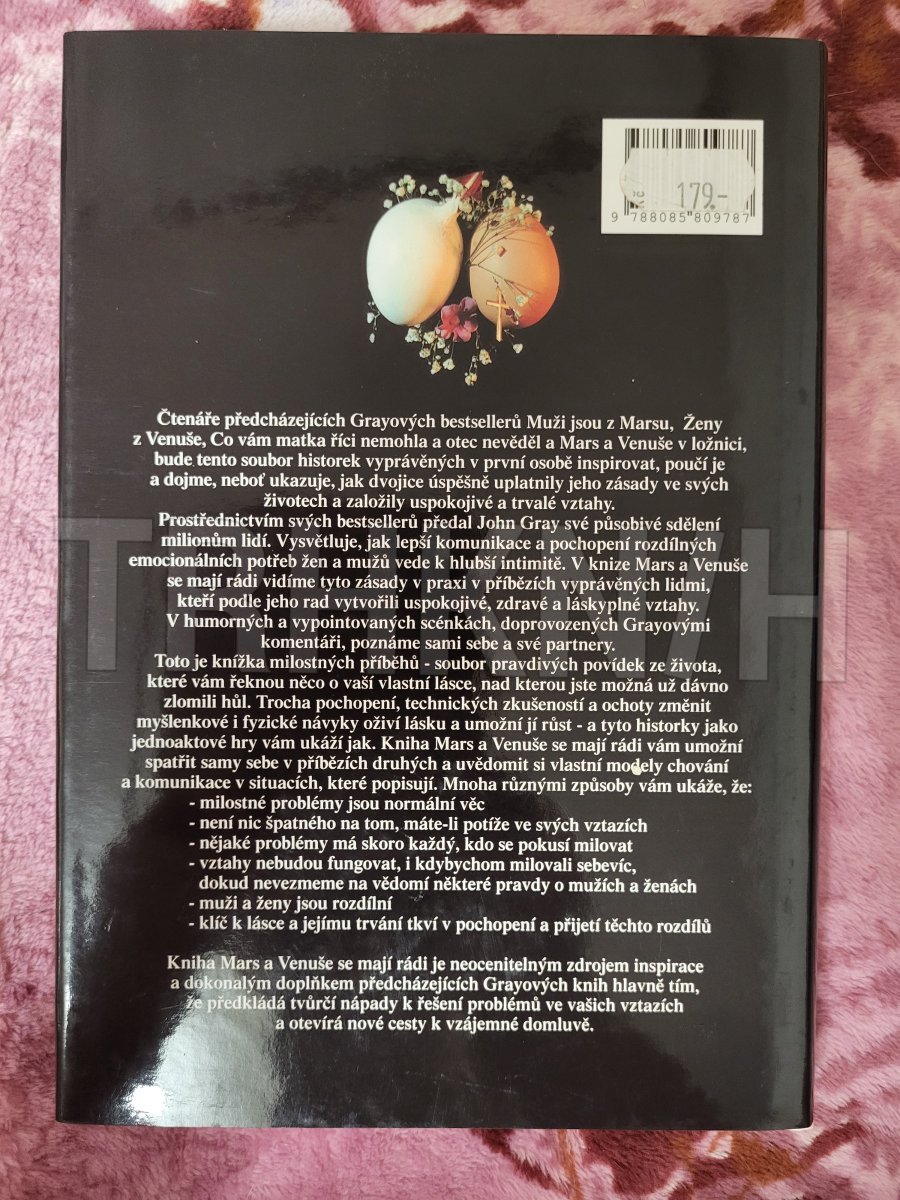 Kč 179.-
9 788085 809787
Čtenáře předcházejících Grayových bestsellerů Muži jsou z Marsu, Ženy
z Venuše, Co vám matka říci nemohla a otec nevěděl a Mars a Venuše v ložnici,
bude tento soubor historek vyprávěných v první osobě inspirovat, poučí je
a dojme, neboť ukazuje, jak dvojice úspěšně uplatnily jeho zásady ve svých
životech a založily uspokojivé a trvalé vztahy.
Prostřednictvím svých bestsellerů předal John Gray své působivé sdělení
milionům lidí. Vysvětluje, jak lepší komunikace a pochopení rozdílných
emocionálních potřeb žen a mužů vede k hlubší intimitě. V knize Mars a Venuše
se mají rádi vidíme tyto zásady v praxi v příbězích vyprávěných lidmi,
kteří podle jeho rad vytvořili uspokojivé, zdravé a láskyplné vztahy.
V humorných a vypointovaných scénkách, doprovozených Grayovými
komentáři, poznáme sami sebe a své partnery.
Toto je knížka milostných příběhů - soubor pravdivých povídek ze života,
které vám řeknou něco o vaší vlastní lásce, nad kterou jste možná už dávno
zlomili hůl. Trocha pochopení, technických zkušeností a ochoty změnit
myšlenkové i fyzické návyky oživí lásku a umožní jí růst - a tyto historky jako
jednoaktové hry vám ukáží jak. Kniha Mars a Venuše se mají rádi vám umožní
spatřit samy sebe v příbězích druhých a uvědomit si vlastní modely chování
a komunikace v situacích, které popisují. Mnoha různými způsoby vám ukáže, že:
- milostné problémy jsou normální věc
- není nic špatného na tom, máte-li potíže ve svých vztazích
- nějaké problémy má skoro každý, kdo se pokusí milovat
- vztahy nebudou fungovat, i kdybychom milovali sebevíc,
dokud nevezmeme na vědomí některé pravdy o mužích a ženách
- muži a ženy jsou rozdílní
- klíč k lásce a jejímu trvání tkví v pochopení a přijetí těchto rozdílů
Kniha Mars a Venuše se mají rádi je neocenitelným zdrojem inspirace
a dokonalým doplňkem předcházejících Grayových knih hlavně tím,
že předkládá tvůrčí nápady k řešení problémů ve vašich vztazích
a otevírá nové cesty k vzájemné domluvě.